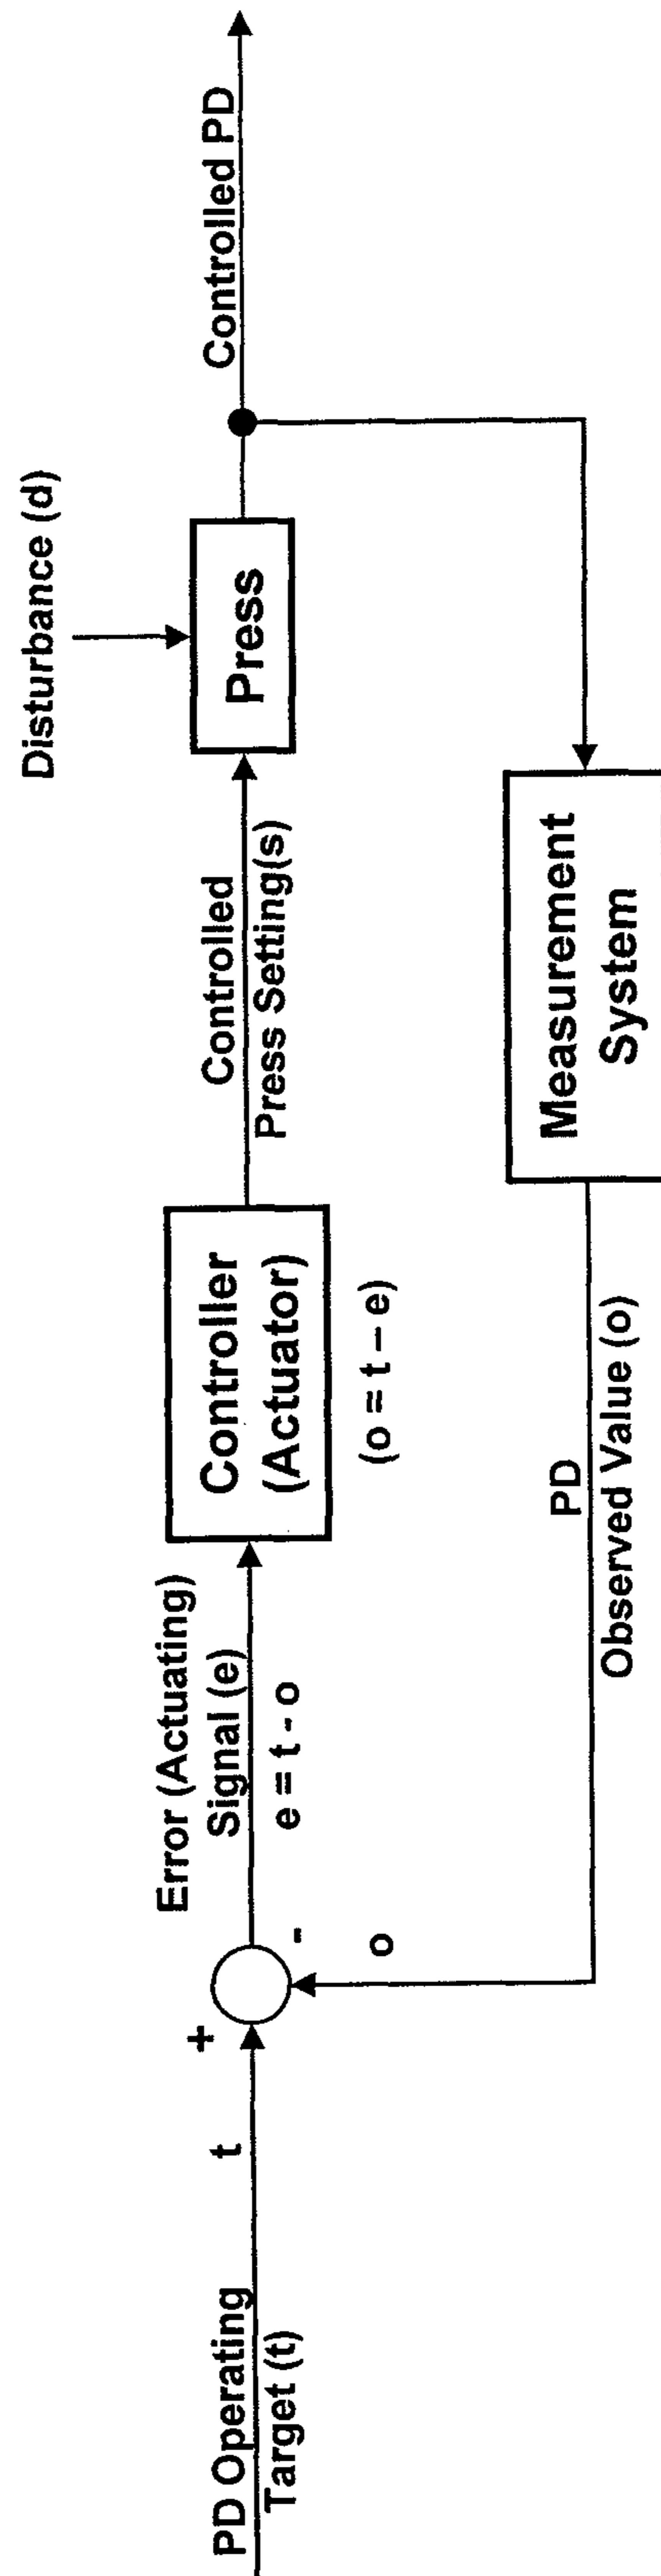 PD Operating
Target (t)
t
+
-
o
Error (Actuating)
Signal (e)
e = t - o
Controller
(Actuator)
(o = t – e)
Controlled
Press Setting(s)
Disturbance (d)
Press
Controlled PD
Measurement
System
PD
Observed Value (o)